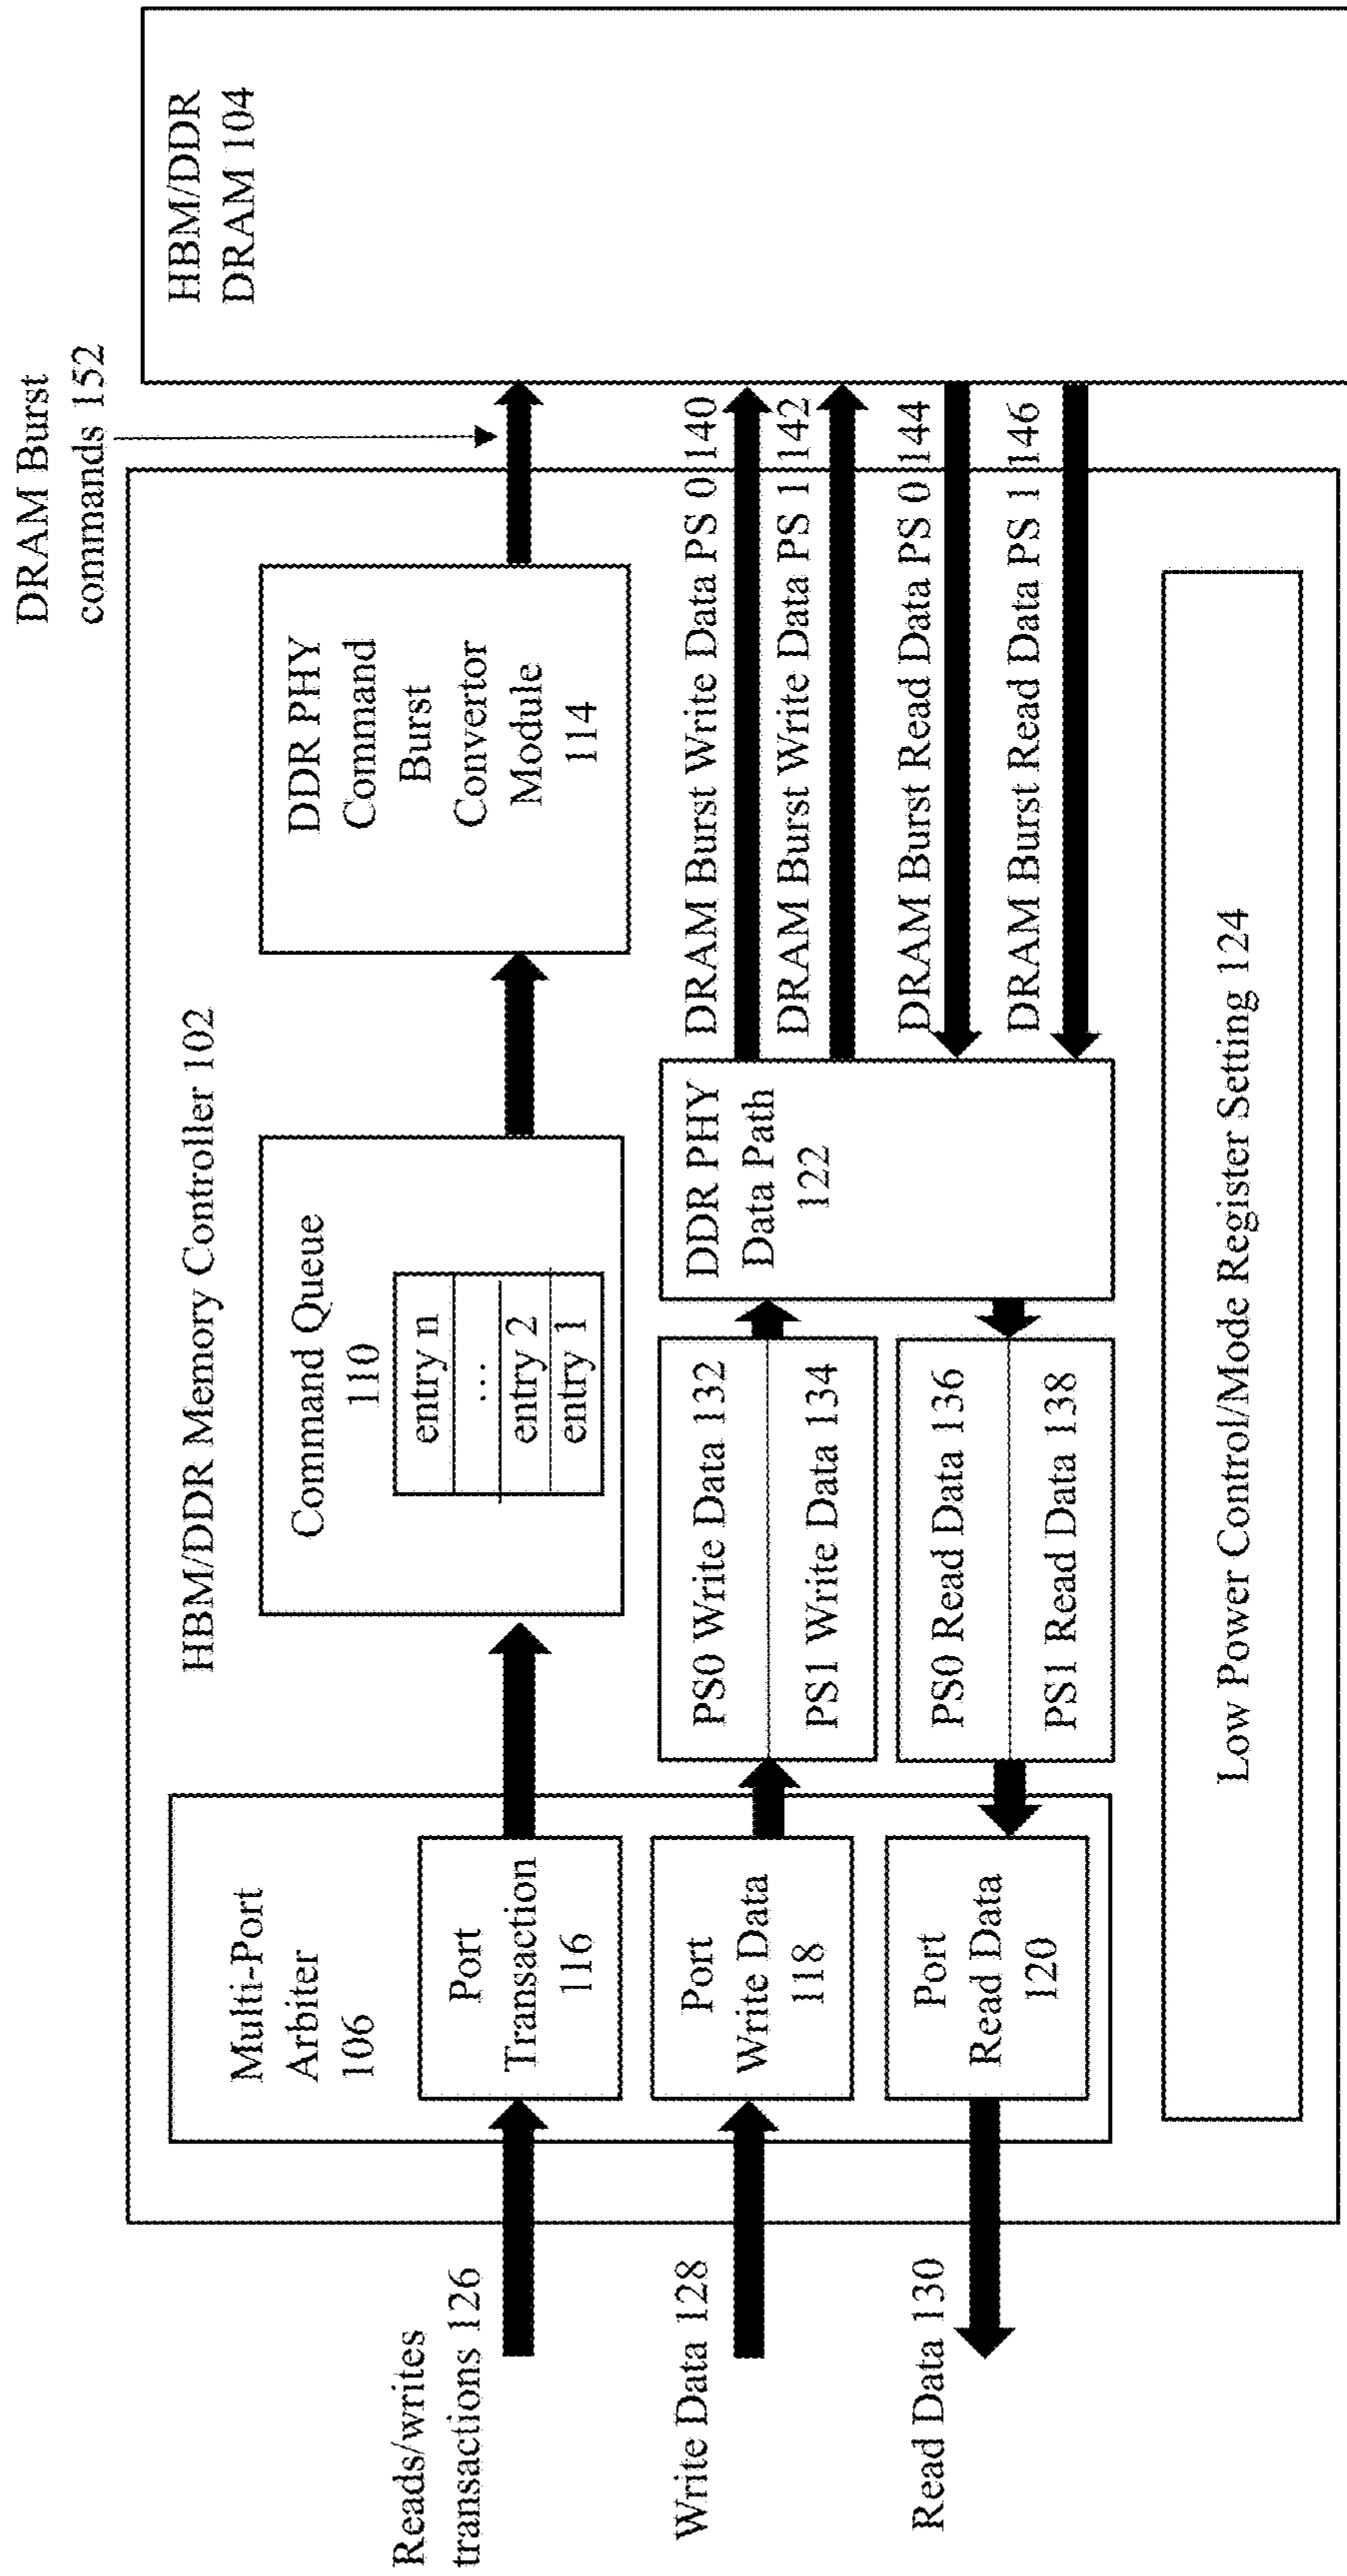 DRAM Burst
commands 152
HBM/DDR Memory Controller 102
HBM/DDR
DRAM 104
Multi-Port
Arbiter
106
Reads/writes
transactions 126
Port
Transaction
116
Command Queue
110
entry n
...
entry 2
entry 1
DDR PHY
Command
Burst
Convertor
Module
114
Write Data 128
Port
Write Data
118
PS0 Write Data 132
PS1 Write Data 134
DDR PHY
Data Path
122
DRAM Burst Write Data PS 0 140
DRAM Burst Write Data PS 1 142
Read Data 130
Port
Read Data
120
PS0 Read Data 136
PS1 Read Data 138
DRAM Burst Read Data PS 0 144
DRAM Burst Read Data PS 1 146
Low Power Control/Mode Register Setting 124